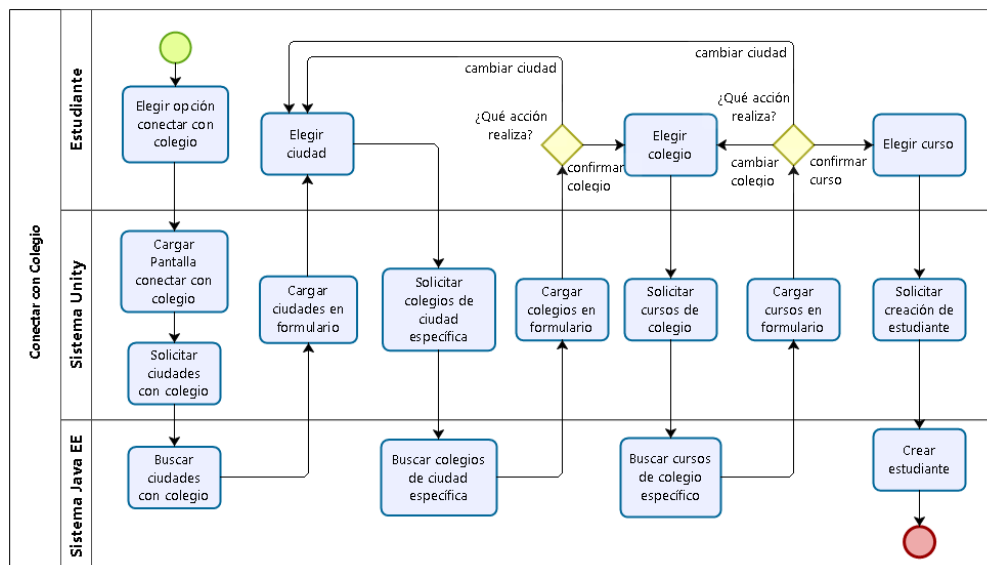 Conectar con Colegio
Estudiante
Elegir opción
conectar con
colegio
Elegir
ciudad
cambiar ciudad
¿Qué acción
realiza?
confirmar
colegio
Elegir
colegio
cambiar ciudad
¿Qué acción
realiza?
cambiar
colegio
confirmar
curso
Elegir curso
Sistema Unity
Cargar
Pantalla
conectar con
colegio
Solicitar
ciudades
con colegio
Cargar
ciudades en
formulario
Solicitar
colegios de
ciudad
específica
Cargar
colegios en
formulario
Solicitar
cursos de
colegio
Cargar
cursos en
formulario
Solicitar
creación de
estudiante
Sistema Java EE
Buscar
ciudades
con colegio
Buscar colegios
de ciudad
específica
Buscar cursos
de colegio
específico
Crear
estudiante